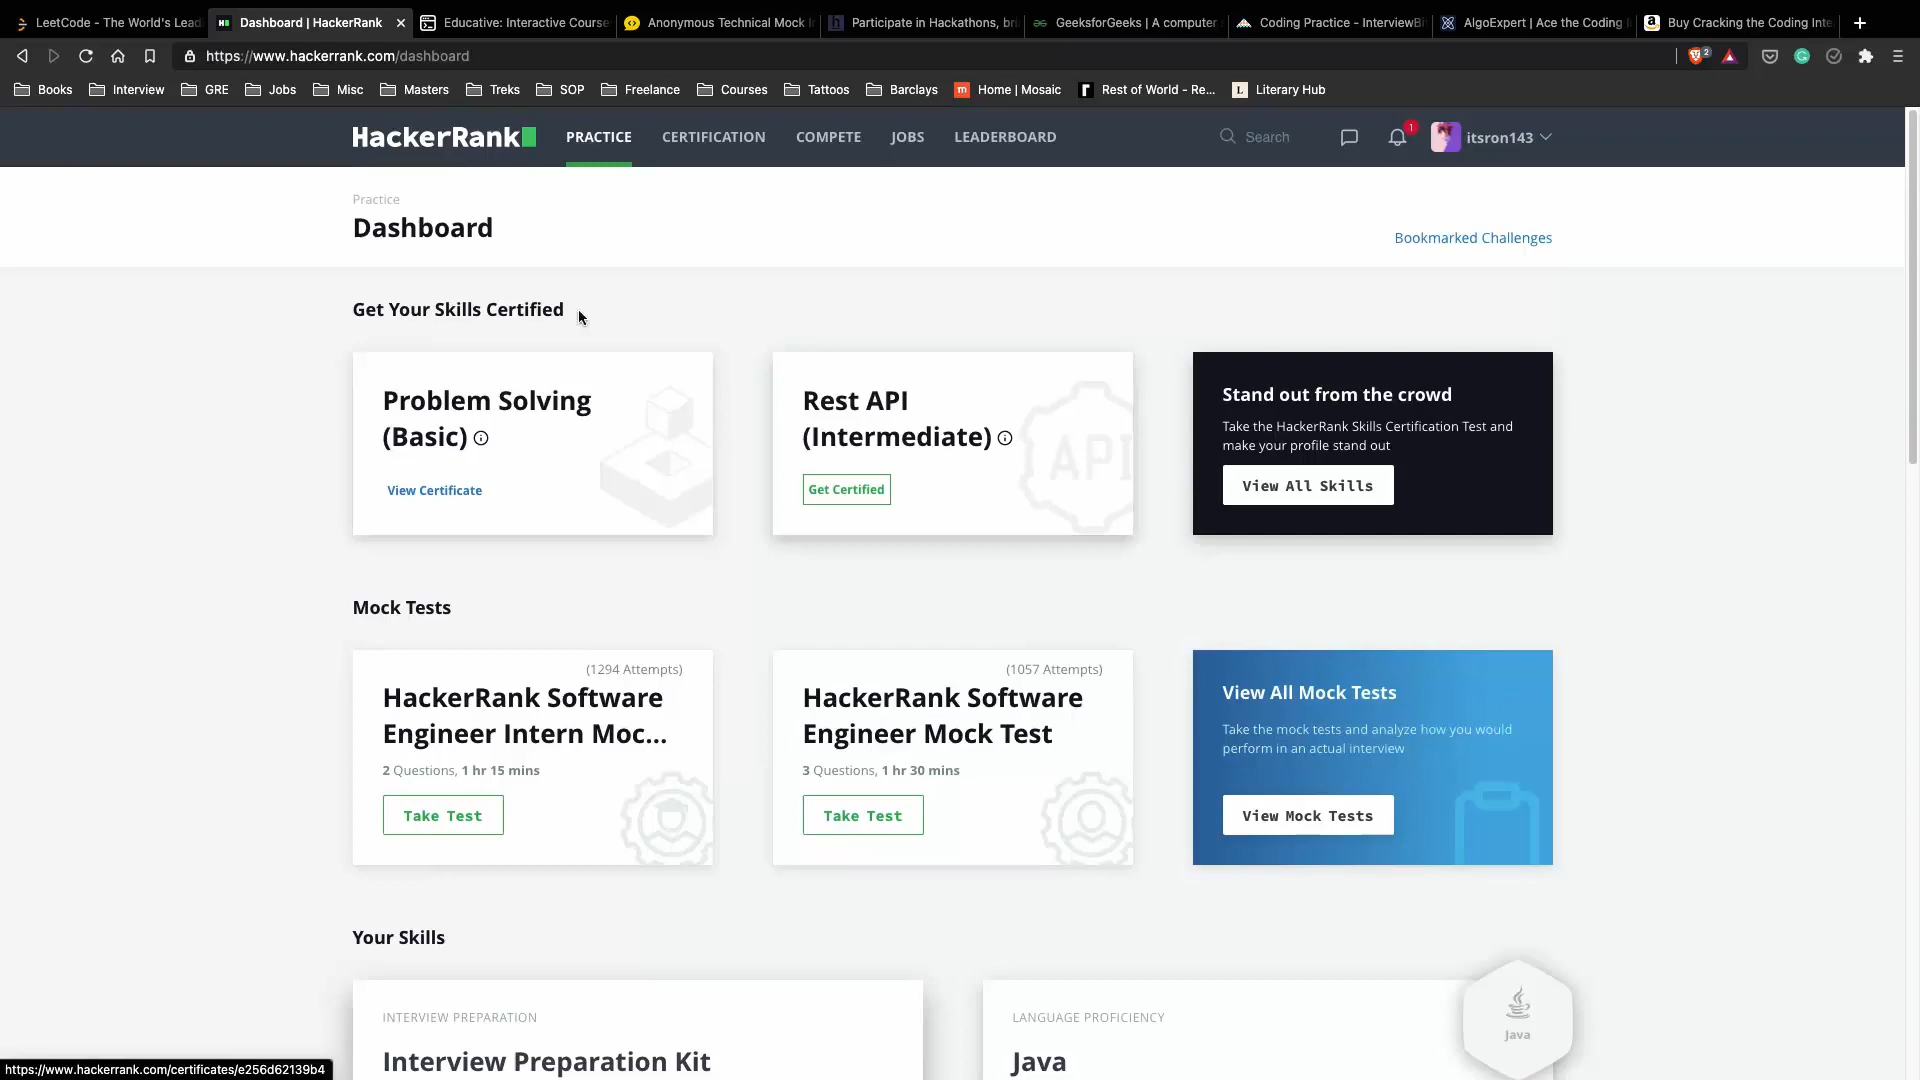 LeetCode - The World's Lead
Dashboard | HackerRank
Educative: Interactive Course
Anonymous Technical Mock I
Participate in Hackathons, bri
GeeksforGeeks | A computer
Coding Practice - InterviewBi
AlgoExpert | Ace the Coding I
Buy Cracking the Coding Inte
https://www.hackerrank.com/dashboard
2
Books
Interview
GRE
Jobs
Misc
Masters
Treks
SOP
Freelance
Courses
Tattoos
Barclays
m Home | Mosaic
Rest of World - Re...
L Literary Hub
HackerRank
PRACTICE
CERTIFICATION
COMPETE
JOBS
LEADERBOARD
Search
1
itsron143
Practice
Dashboard
Bookmarked Challenges
Get Your Skills Certified
Problem Solving
(Basic)
View Certificate
Rest API
(Intermediate)
Get Certified
API
Stand out from the crowd
Take the HackerRank Skills Certification Test and
make your profile stand out
View All Skills
Mock Tests
(1294 Attempts)
HackerRank Software
Engineer Intern Moc...
2 Questions, 1 hr 15 mins
Take Test
(1057 Attempts)
HackerRank Software
Engineer Mock Test
3 Questions, 1 hr 30 mins
Take Test
View All Mock Tests
Take the mock tests and analyze how you would
perform in an actual interview
View Mock Tests
Your Skills
INTERVIEW PREPARATION
Interview Preparation Kit
LANGUAGE PROFICIENCY
Java
Java
https://www.hackerrank.com/certificates/e256d62139b4